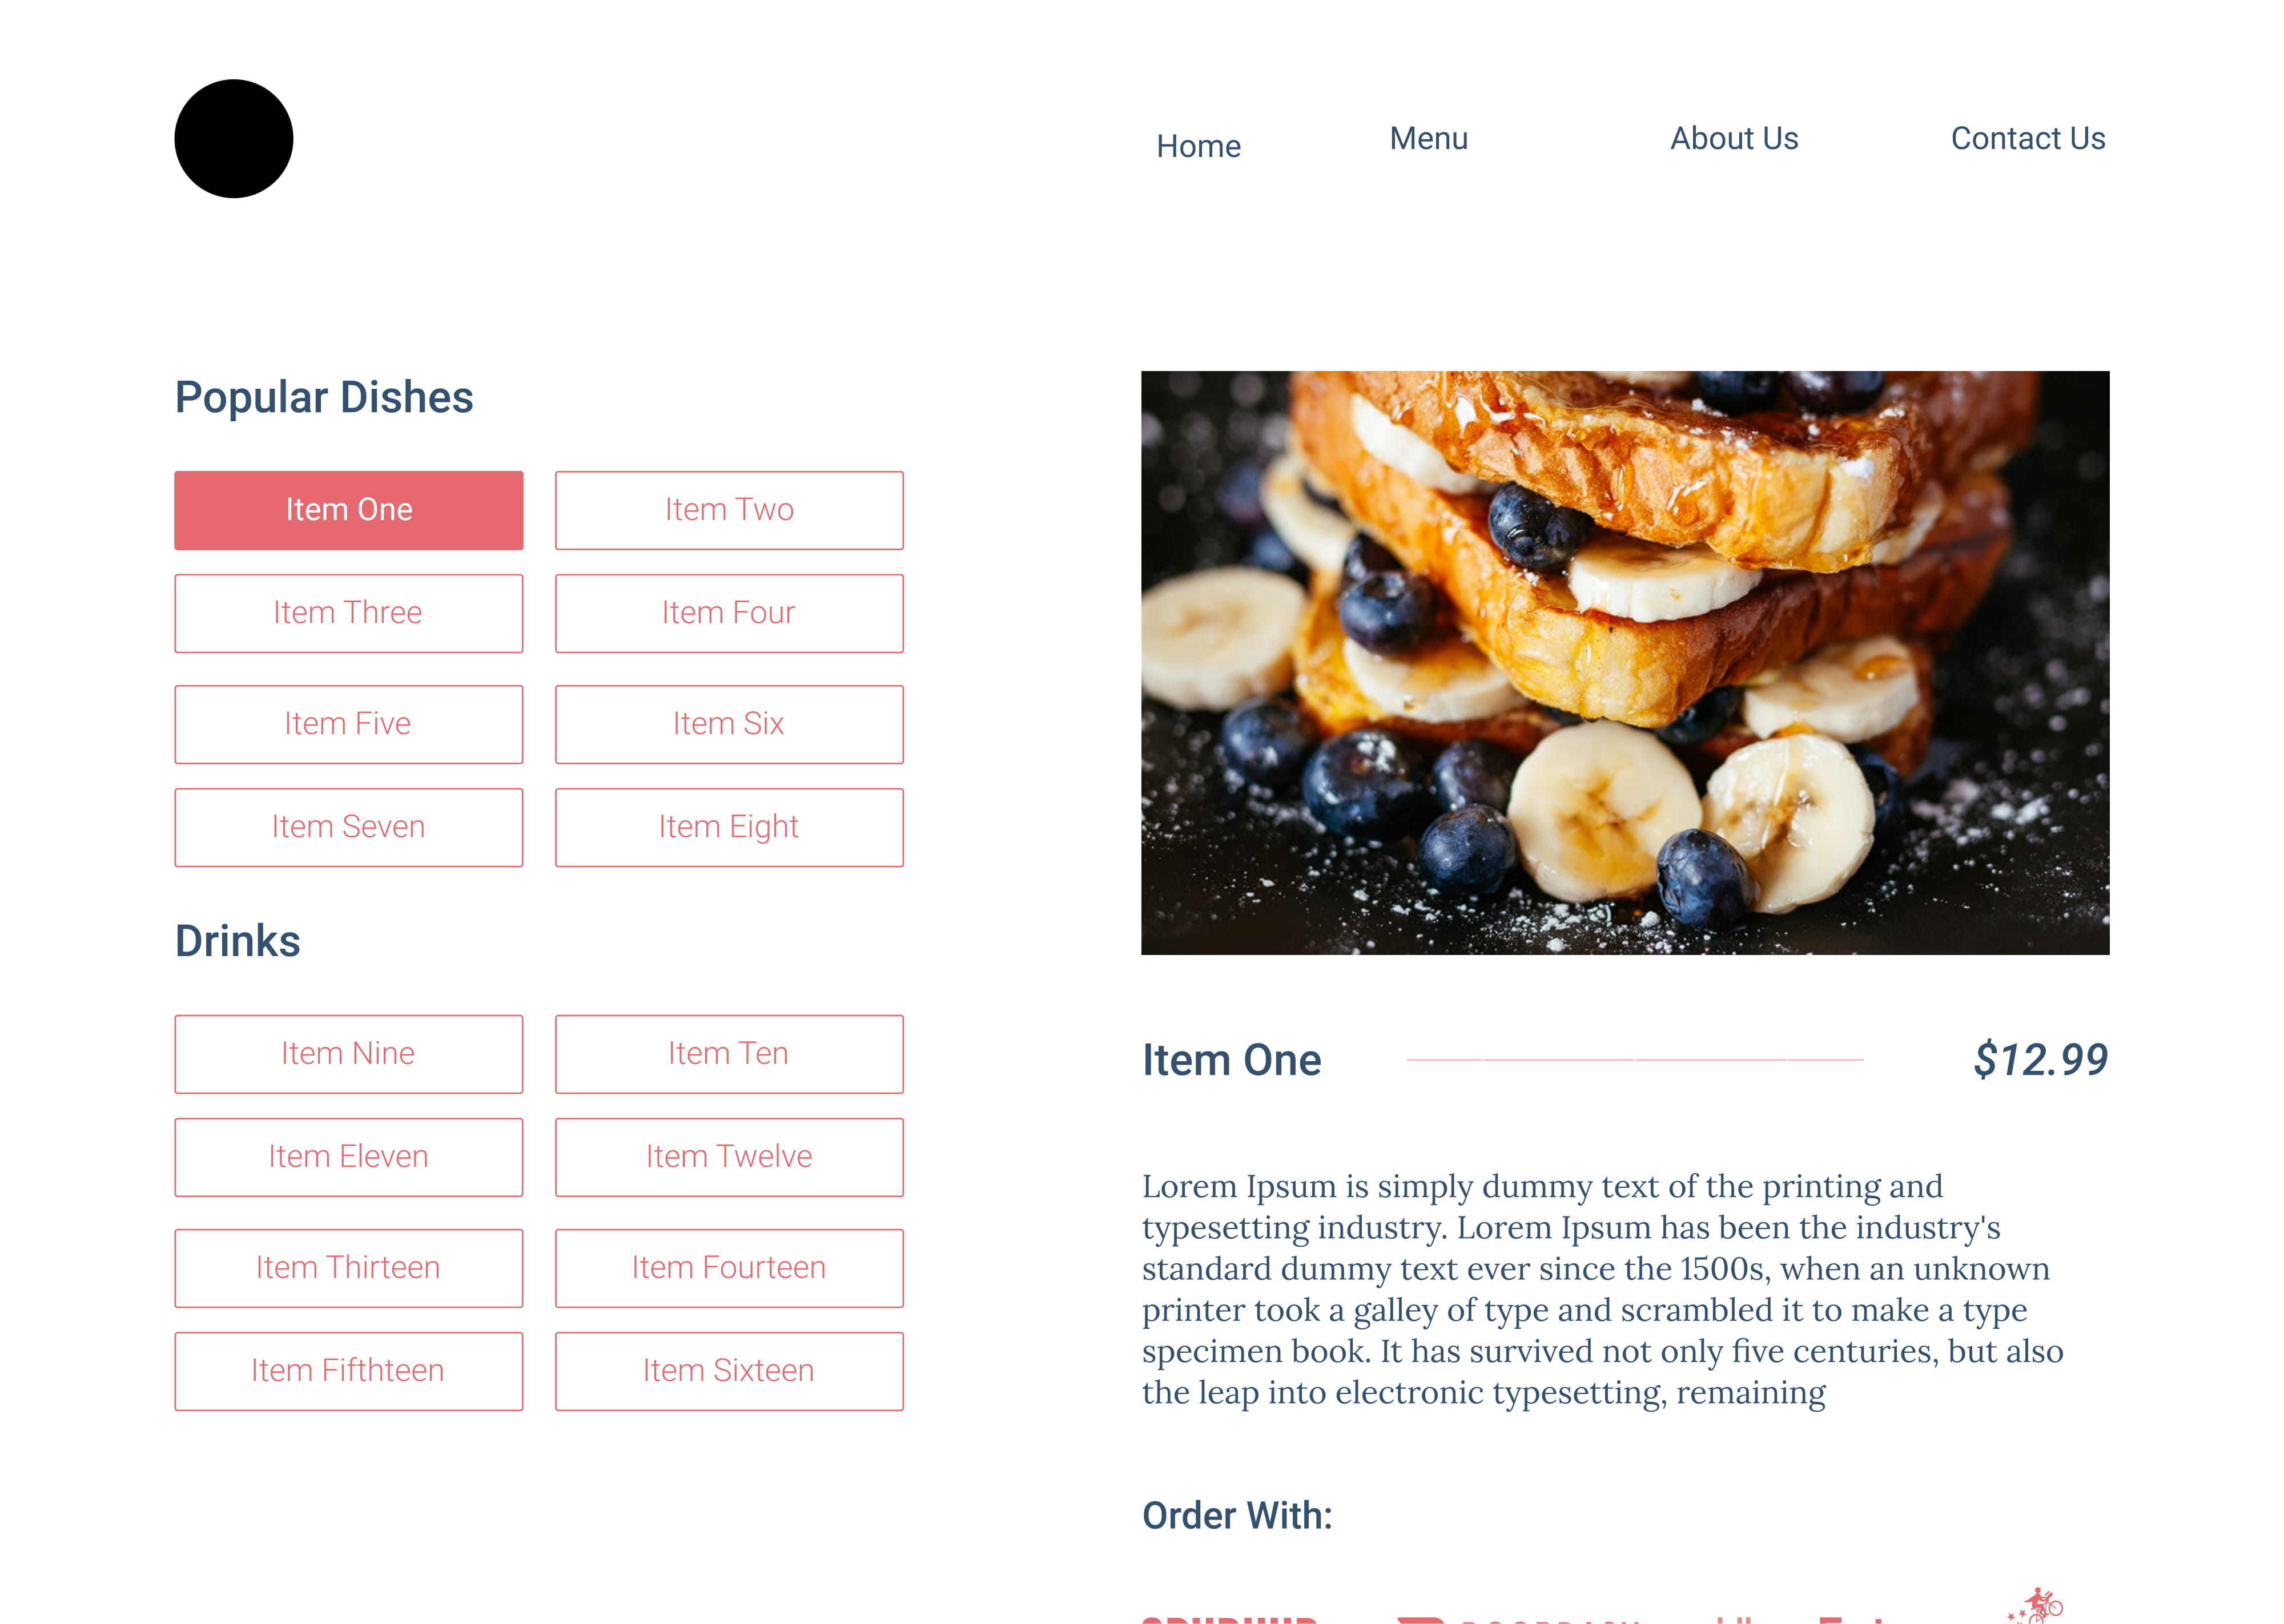 Home
Menu
About Us
Contact Us
Popular Dishes
Item One
Item Two
Item Three
Item Four
Item Five
Item Six
Item Seven
Item Eight
Drinks
Item Nine
Item Ten
Item Eleven
Item Twelve
Item Thirteen
Item Fourteen
Item Fifthteen
Item Sixteen
Item One
$12.99
Lorem Ipsum is simply dummy text of the printing and
typesetting industry. Lorem Ipsum has been the industry's
standard dummy text ever since the 1500s, when an unknown
printer took a galley of type and scrambled it to make a type
specimen book. It has survived not only five centuries, but also
the leap into electronic typesetting, remaining
Order With: